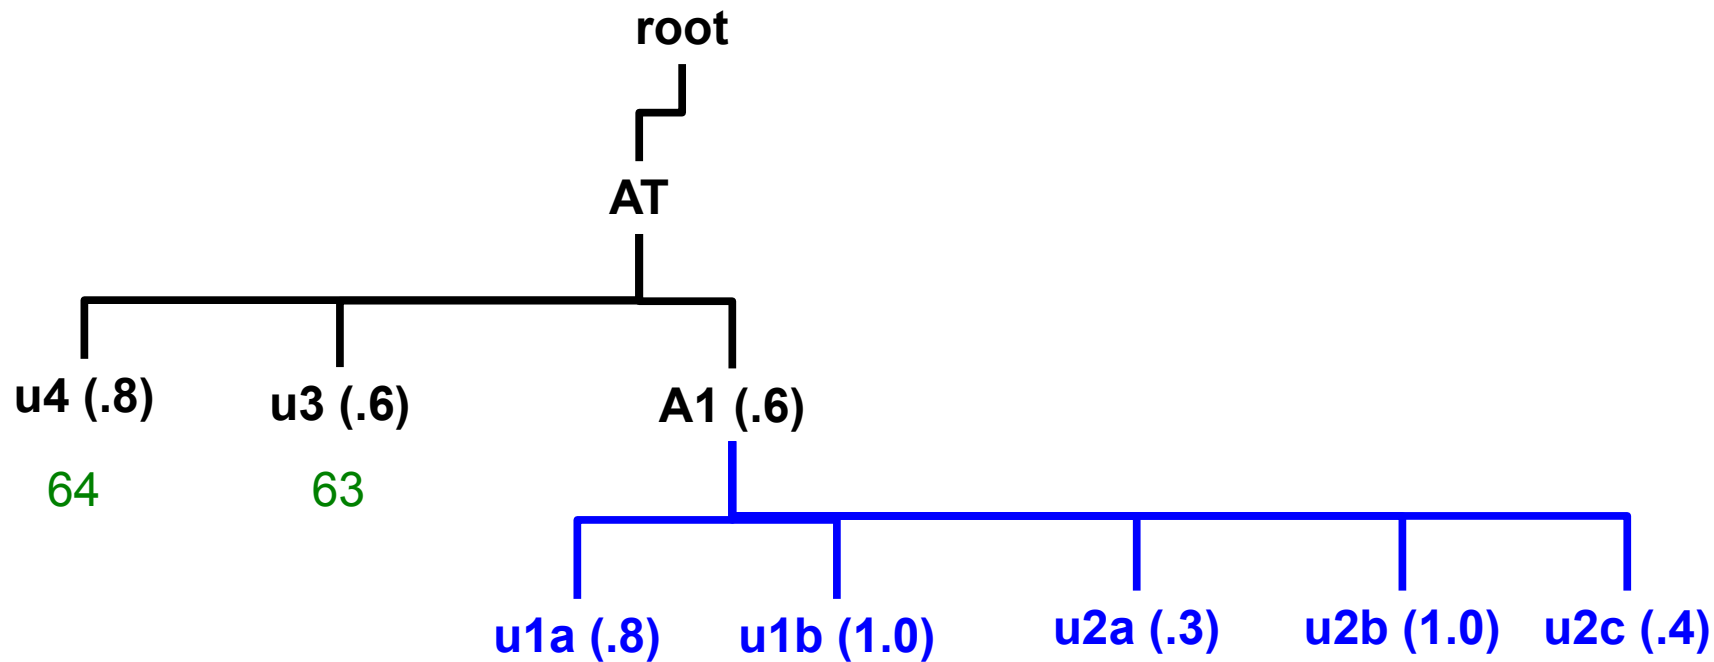 root
AT
u4 (.8)
u3 (.6)
A1 (.6)
64
63
u1a (.8)
u1b (1.0)
u2a (.3)
u2b (1.0)
u2c (.4)